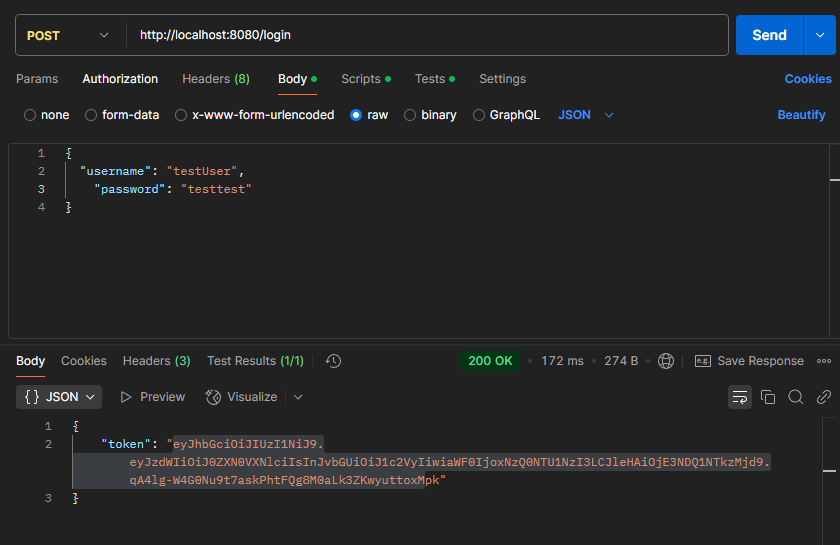 POST http://localhost:8080/login Send
Params Authorization Headers (8) Body Scripts Tests Settings Cookies
none form-data x-www-form-urlencoded raw binary GraphQL JSON Beautify
1 {
2 "username": "testUser",
3 "password": "testtest"
4 }
Body Cookies Headers (3) Test Results (1/1) 200 OK 172 ms 274 B e.g. Save Response
{} JSON Preview Visualize
1 {
2 "token": "eyJhbGciOiJIUzI1NiJ9.
eyJzdWIiOiJ0ZXN0VXNlciIsInJvbGUiOiJ1c2VyIiwiaWF0IjoxNzQ0NTU1NzI3LCJleHAiOjE3NDQ1NTkzMjd9.
qA4lg-W4G0Nu9t7askPhtFQg8M0aLk3ZKwyuttoxMpk"
3 }